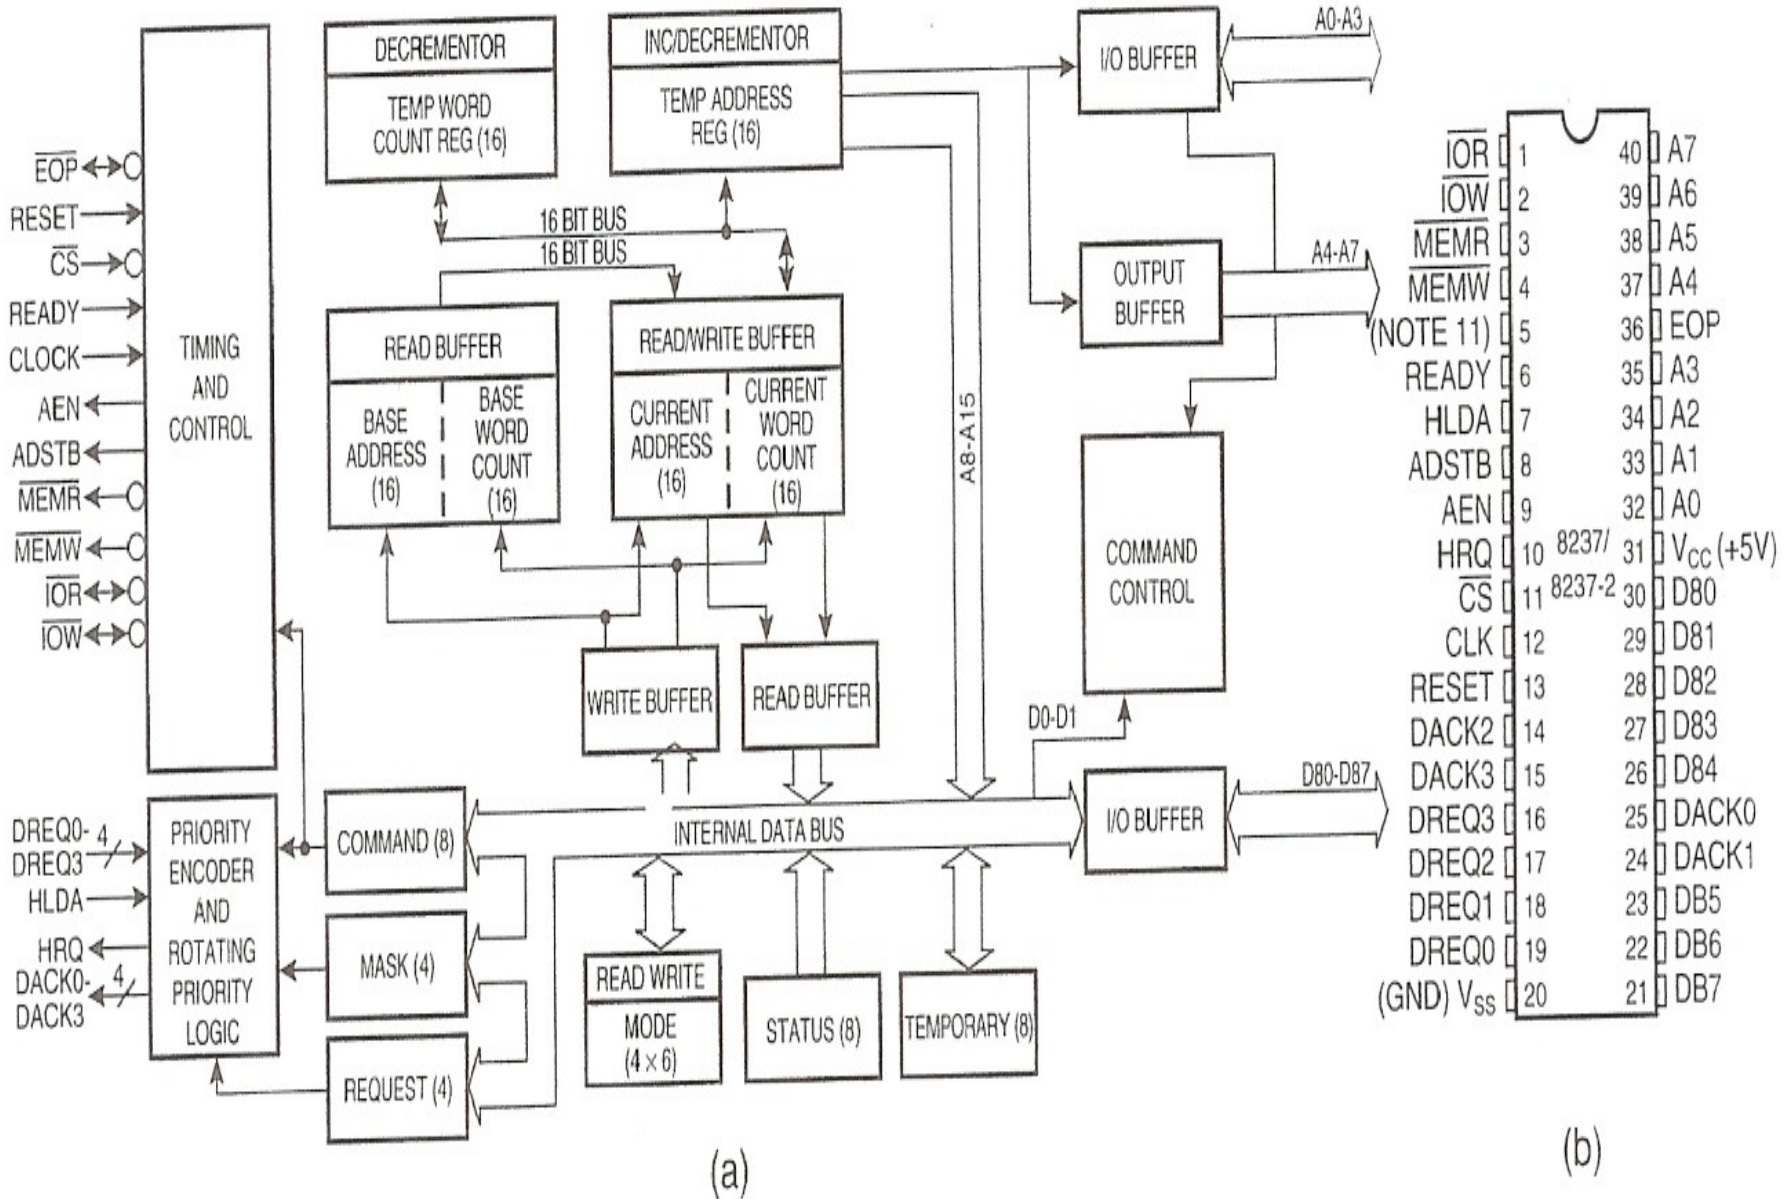 EOP
RESET
CS
READY
CLOCK
AEN
ADSTB
MEMR
MEMW
IOR
IOW
TIMING
AND
CONTROL
DREQ0-
DREQ3
4
HLDA
HRQ
DACK0-
DACK3
4
PRIORITY
ENCODER
AND
ROTATING
PRIORITY
LOGIC
DECREMENTOR
TEMP WORD
COUNT REG (16)
INC/DECREMENTOR
TEMP ADDRESS
REG (16)
16 BIT BUS
16 BIT BUS
READ BUFFER
BASE
ADDRESS
(16)
BASE
WORD
COUNT
(16)
READ/WRITE BUFFER
CURRENT
ADDRESS
(16)
CURRENT
WORD
COUNT
(16)
WRITE BUFFER
READ BUFFER
COMMAND (8)
MASK (4)
REQUEST (4)
INTERNAL DATA BUS
READ WRITE
MODE
(4 × 6)
STATUS (8)
TEMPORARY (8)
A8-A15
I/O BUFFER
A0-A3
OUTPUT
BUFFER
A4-A7
COMMAND
CONTROL
D0-D1
I/O BUFFER
D80-D87
(a)
IOR 1 40 A7
IOW 2 39 A6
MEMR 3 38 A5
MEMW 4 37 A4
(NOTE 11) 5 36 EOP
READY 6 35 A3
HLDA 7 34 A2
ADSTB 8 33 A1
AEN 9 32 A0
HRQ 10 8237/ 31 VCC (+5V)
CS 11 8237-2 30 D80
CLK 12 29 D81
RESET 13 28 D82
DACK2 14 27 D83
DACK3 15 26 D84
DREQ3 16 25 DACK0
DREQ2 17 24 DACK1
DREQ1 18 23 DB5
DREQ0 19 22 DB6
(GND) VSS 20 21 DB7
(b)